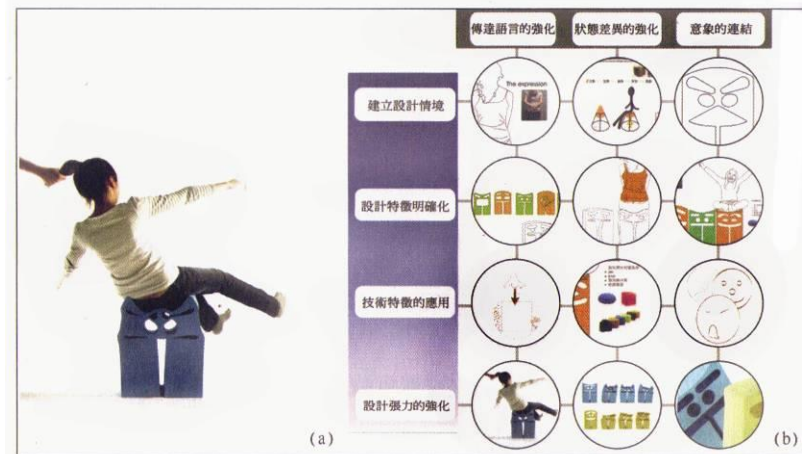 傳達語言的強化
狀態差異的強化
意象的連結
建立設計情境
The expression
設計特徵明確化
技術特徵的應用
設計張力的強化
(a)
(b)